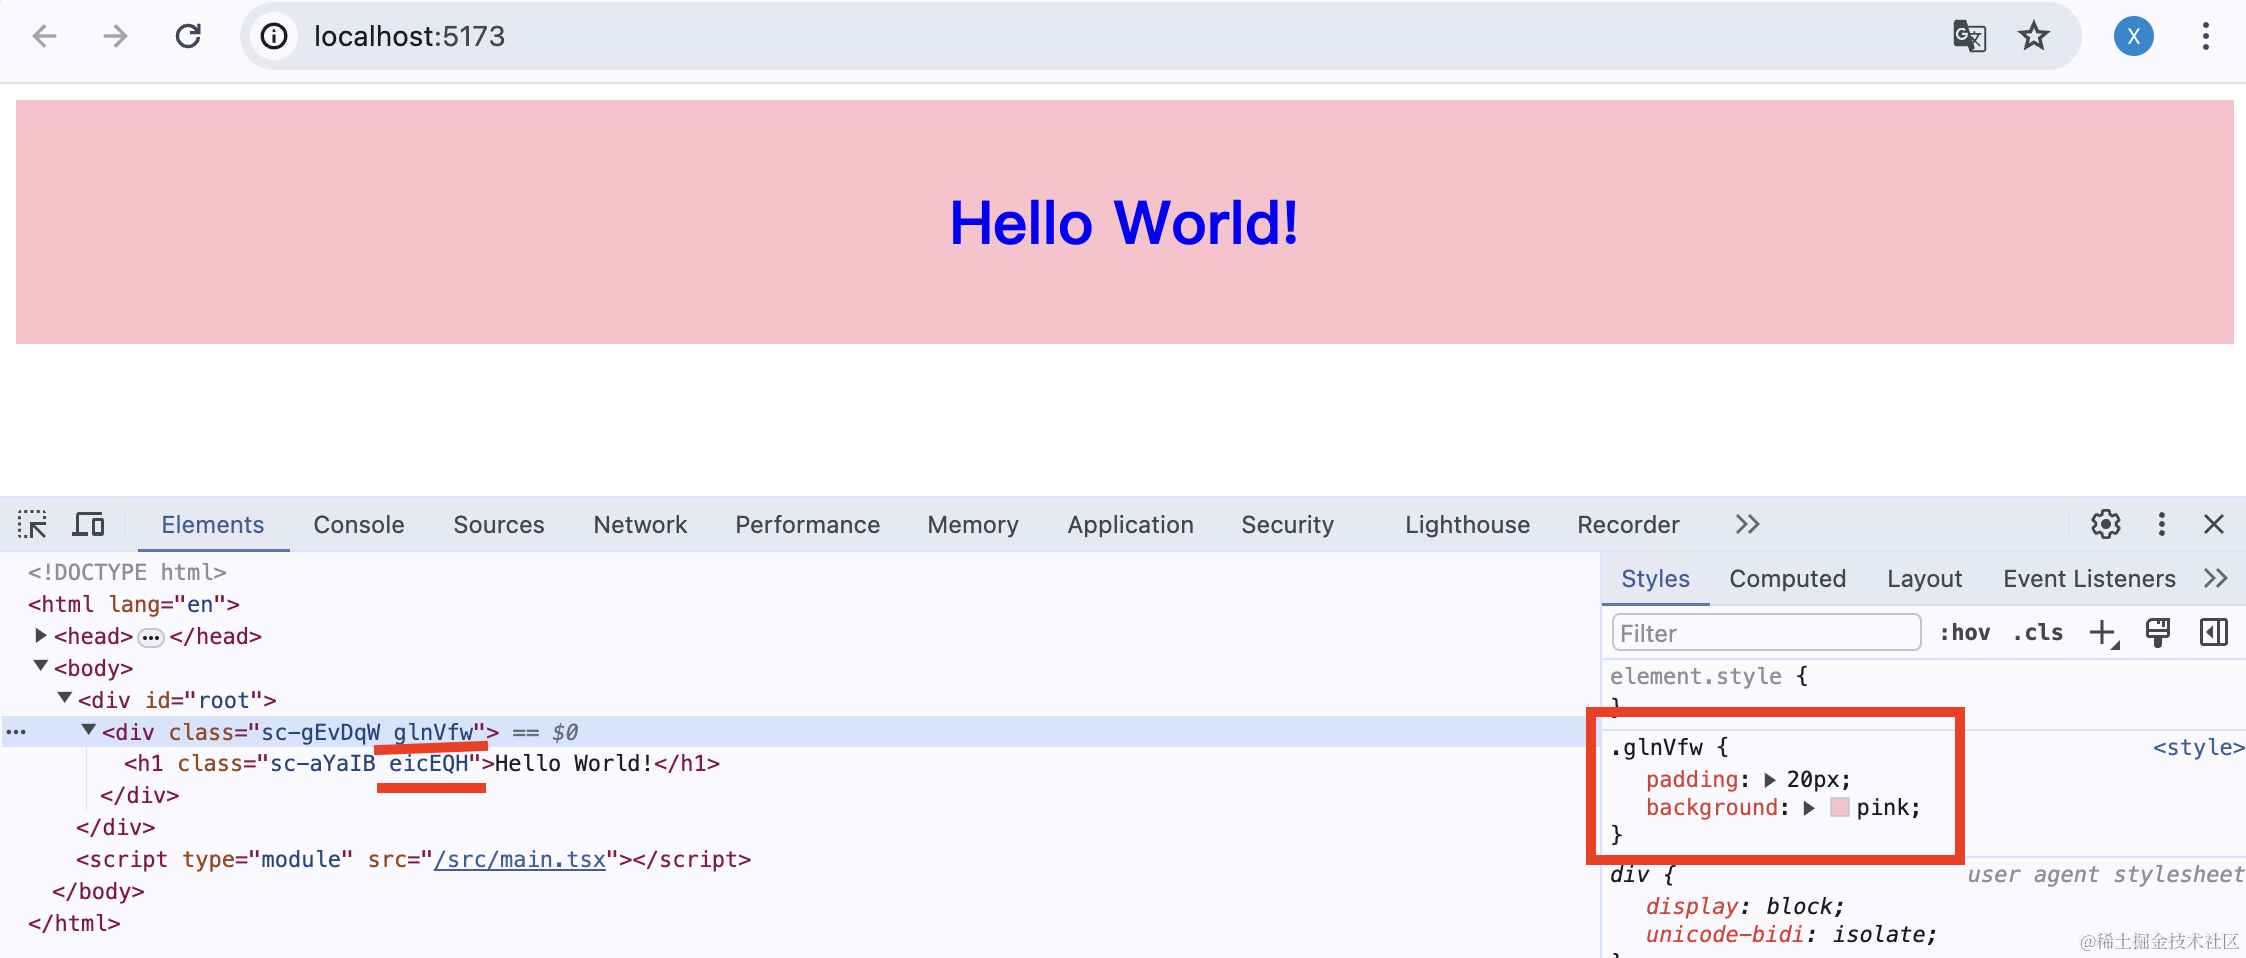 localhost:5173
X
Hello World!
Elements Console Sources Network Performance Memory Application Security Lighthouse Recorder
<!DOCTYPE html>
<html lang="en">
<head> ••• </head>
<body>
<div id="root">
••• <div class="sc-gEvDqW glnVfw"> == $0
<h1 class="sc-aYaIB eicEQH">Hello World!</h1>
</div>
</div>
<script type="module" src="/src/main.tsx"></script>
</body>
</html>
Styles Computed Layout Event Listeners
Filter :hov .cls
element.style {
}
.glnVfw { <style>
padding: 20px;
background: pink;
}
div { user agent stylesheet
display: block;
unicode-bidi: isolate;
}
@稀土掘金技术社区